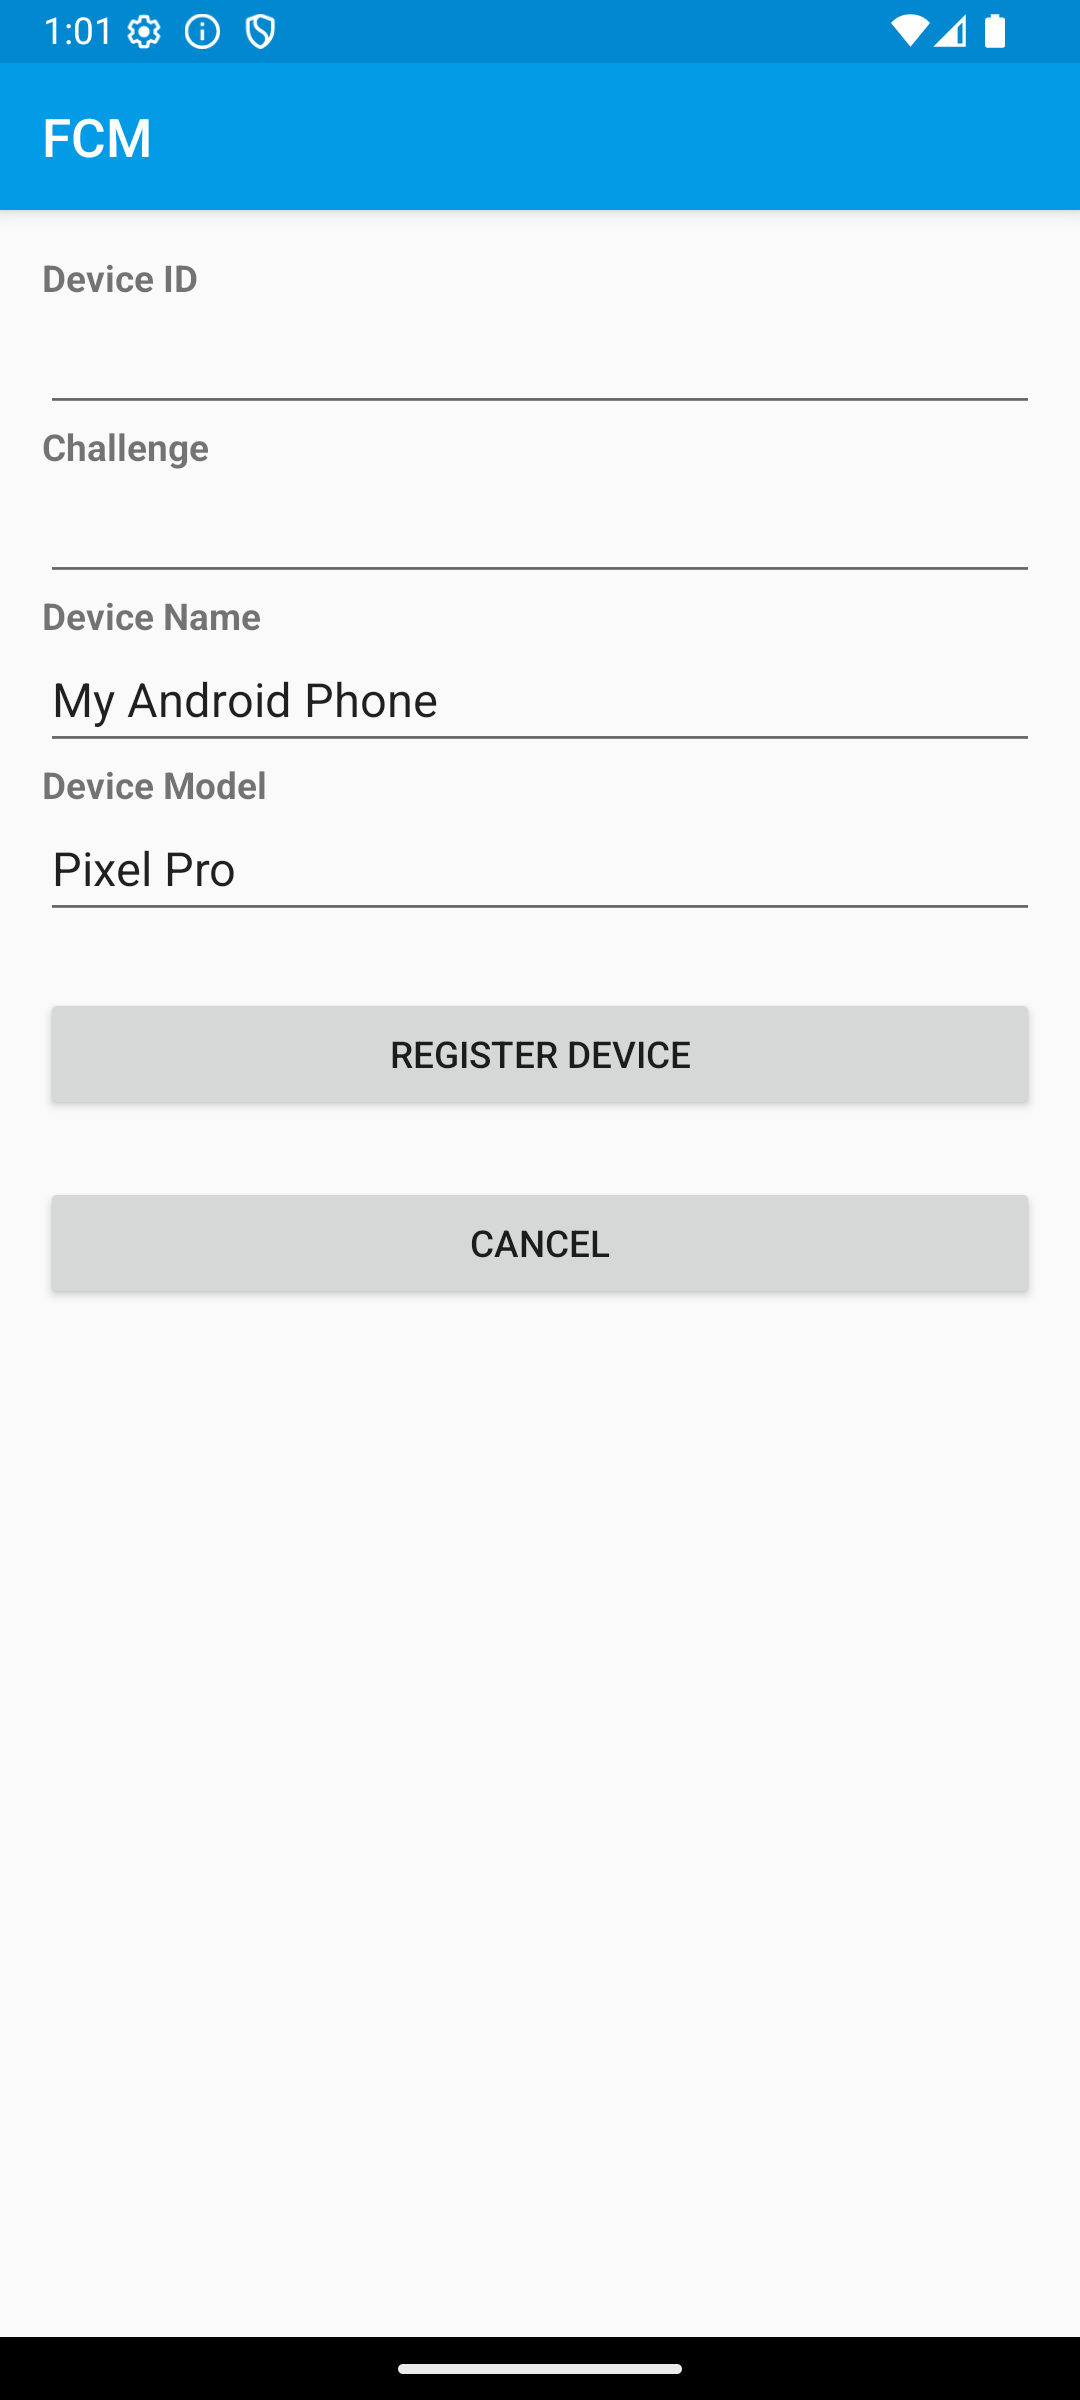 1:01
FCM
Device ID
Challenge
Device Name
My Android Phone
Device Model
Pixel Pro
REGISTER DEVICE
CANCEL